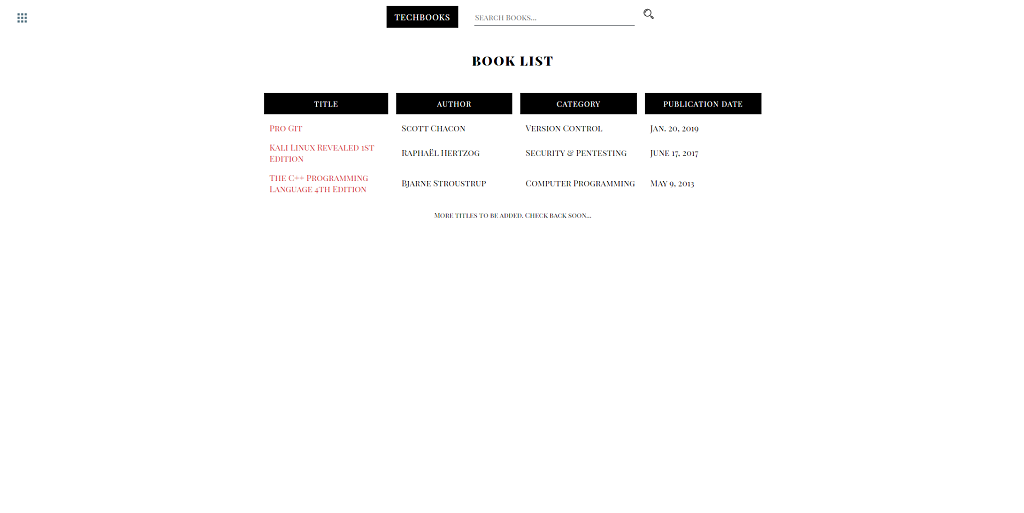 TECHBOOKS Search Books...
BOOK LIST
TITLE AUTHOR CATEGORY PUBLICATION DATE
Pro Git Scott Chacon Version Control Jan. 20, 2019
Kali Linux Revealed 1st
Edition Raphaël Hertzog Security & Pentesting June 17, 2017
The C++ Programming
Language 4th Edition Bjarne Stroustrup Computer Programming May 9, 2013
More titles to be added. Check back soon...